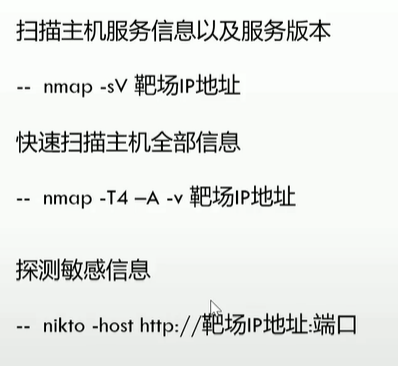 扫描主机服务信息以及服务版本
-- nmap -sV 靶场IP地址
快速扫描主机全部信息
-- nmap -T4 –A -v 靶场IP地址
探测敏感信息
-- nikto -host http://靶场IP地址:端口